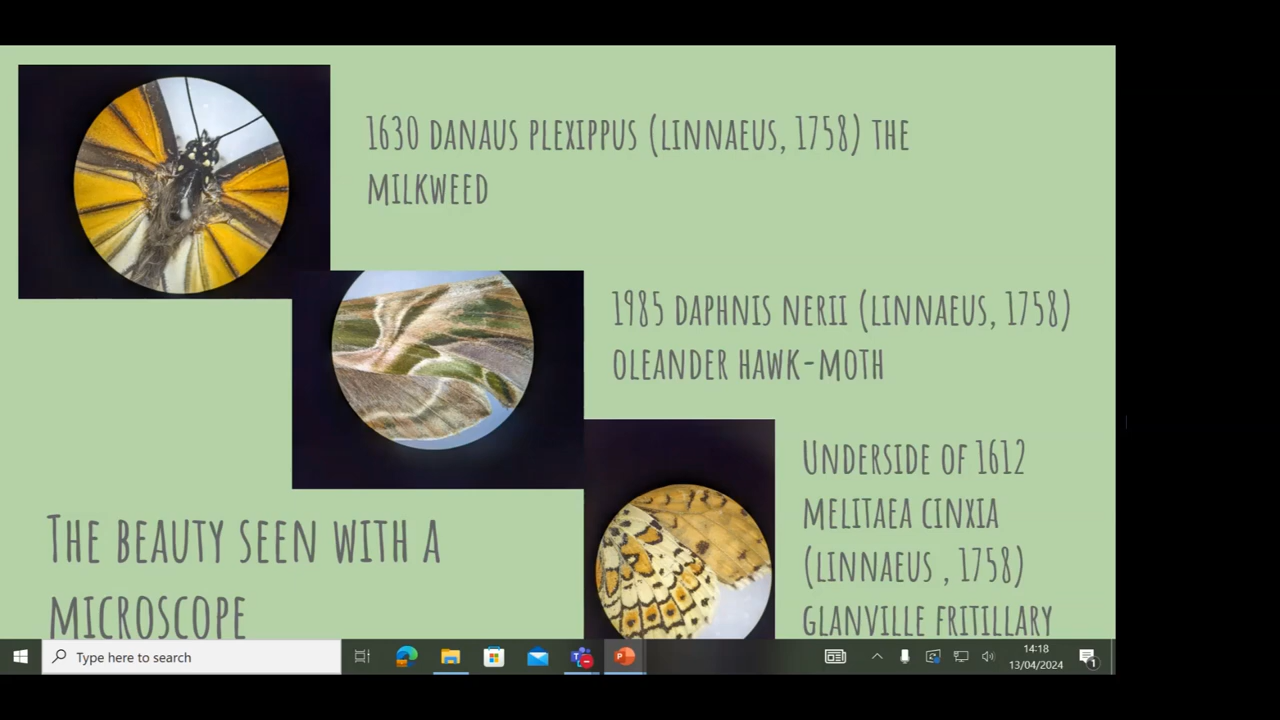 1630 DANAUS PLEXIPPUS (LINNAEUS, 1758) THE
MILKWEED
1985 DAPHNIS NERII (LINNAEUS, 1758)
OLEANDER HAWK-MOTH
UNDERSIDE OF 1612
MELITAEA CINXIA
(LINNAEUS , 1758)
GLANVILLE FRITILLARY
THE BEAUTY SEEN WITH A
MICROSCOPE
Type here to search
14:18
13/04/2024
1